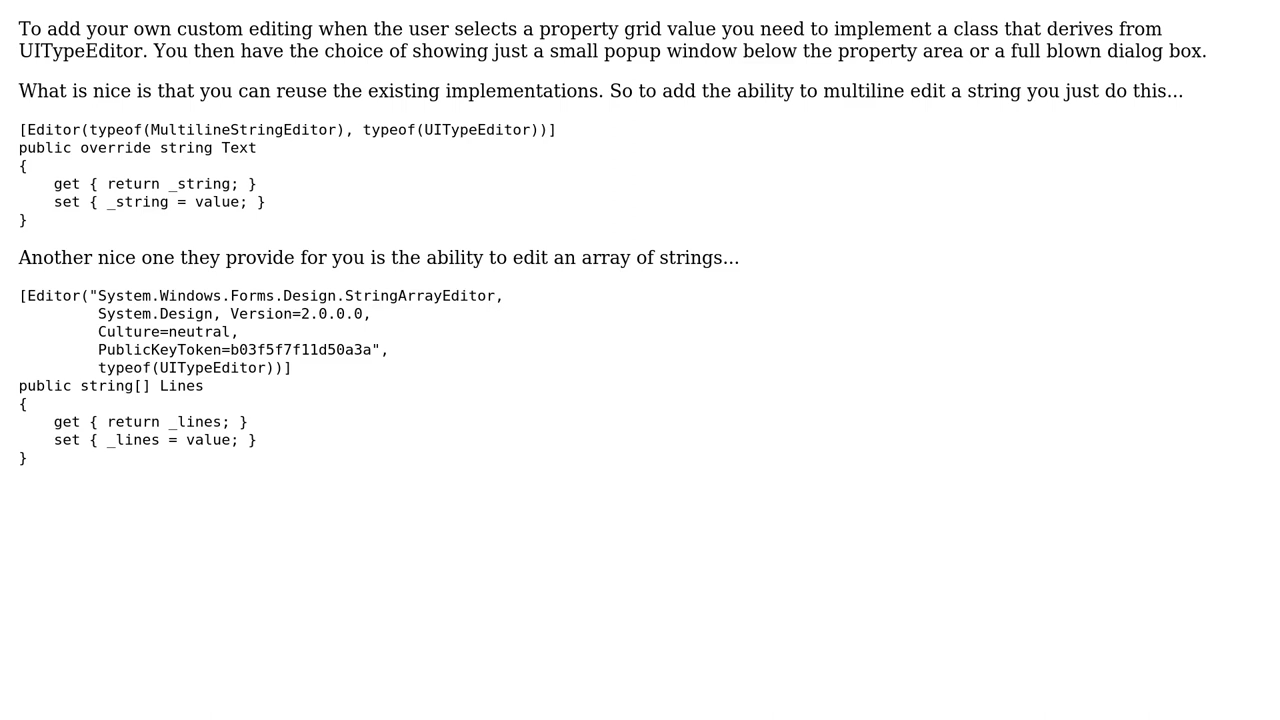 To add your own custom editing when the user selects a property grid value you need to implement a class that derives from
UITypeEditor. You then have the choice of showing just a small popup window below the property area or a full blown dialog box.
What is nice is that you can reuse the existing implementations. So to add the ability to multiline edit a string you just do this...
[Editor(typeof(MultilineStringEditor), typeof(UITypeEditor))]
public override string Text
{
    get { return _string; }
    set { _string = value; }
}
Another nice one they provide for you is the ability to edit an array of strings...
[Editor("System.Windows.Forms.Design.StringArrayEditor,
         System.Design, Version=2.0.0.0,
         Culture=neutral,
         PublicKeyToken=b03f5f7f11d50a3a",
         typeof(UITypeEditor))]
public string[] Lines
{
    get { return _lines; }
    set { _lines = value; }
}